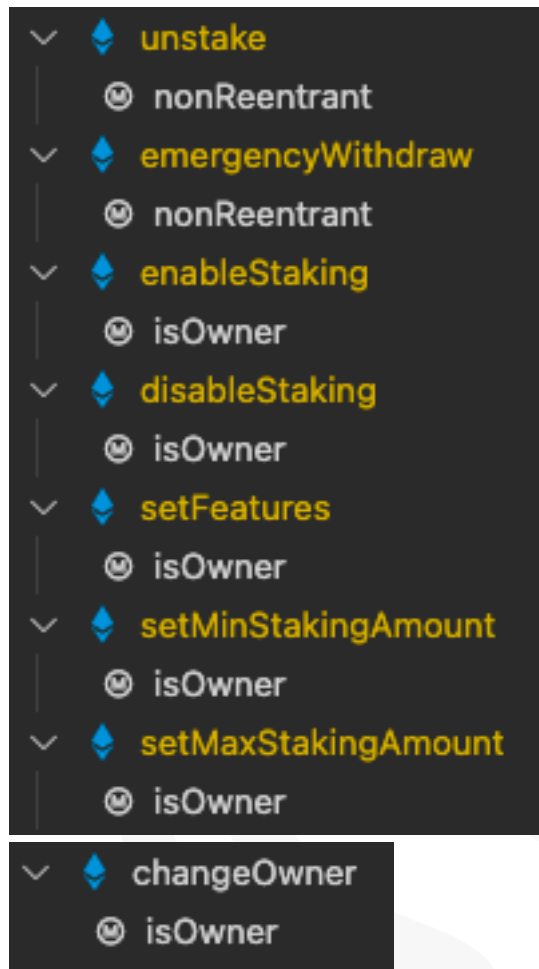 unstake
nonReentrant
emergencyWithdraw
nonReentrant
enableStaking
isOwner
disableStaking
isOwner
setFeatures
isOwner
setMinStakingAmount
isOwner
setMaxStakingAmount
isOwner
changeOwner
isOwner